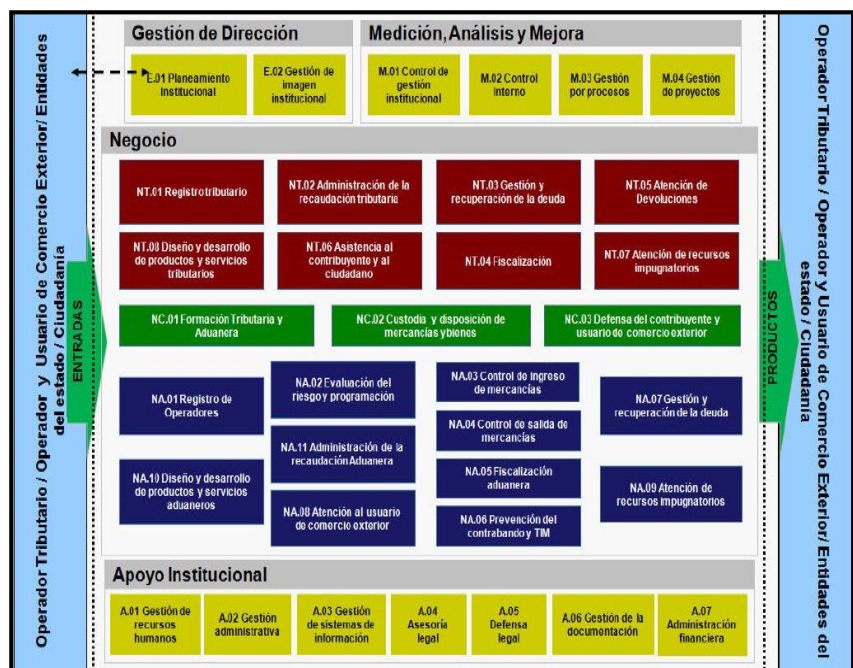 Operador Tributario / Operador y Usuario de Comercio Exterior/ Entidades
del estado / Ciudadanía
ENTRADAS
Gestión de Dirección
E.01 Planeamiento
Institucional
E.02 Gestión de
imagen
institucional
Medición, Análisis y Mejora
M.01 Control de
gestión
institucional
M.02 Control
Interno
M.03 Gestión
por procesos
M.04 Gestión
de proyectos
Negocio
NT.01 Registro tributario
NT.02 Administración de la
recaudación tributaria
NT.03 Gestión y
recuperación de la deuda
NT.05 Atención de
Devoluciones
NT.08 Diseño y desarrollo
de productos y servicios
tributarios
NT.06 Asistencia al
contribuyente y al
ciudadano
NT.04 Fiscalización
NT.07 Atención de recursos
impugnatorios
NC.01 Formación Tributaria y
Aduanera
NC.02 Custodia y disposición de
mercancías y bienes
NC.03 Defensa del contribuyente y
usuario de comercio exterior
NA.01 Registro de
Operadores
NA.10 Diseño y desarrollo
de productos y servicios
aduaneros
NA.02 Evaluación del
riesgo y programación
NA.11 Administración de la
recaudación Aduanera
NA.08 Atención al usuario
de comercio exterior
NA.03 Control de ingreso
de mercancías
NA.04 Control de salida de
mercancías
NA.05 Fiscalización
aduanera
NA.06 Prevención del
contrabando y TIM
NA.07 Gestión y
recuperación de la deuda
NA.09 Atención de
recursos impugnatorios
Apoyo Institucional
A.01 Gestión de
recursos
humanos
A.02 Gestión
administrativa
A.03 Gestión
de sistemas de
información
A.04
Asesoría
legal
A.05
Defensa
legal
A.06 Gestión de la
documentación
A.07
Administración
financiera
PRODUCTOS
Operador Tributario / Operador y Usuario de Comercio Exterior/ Entidades del
estado / Ciudadanía